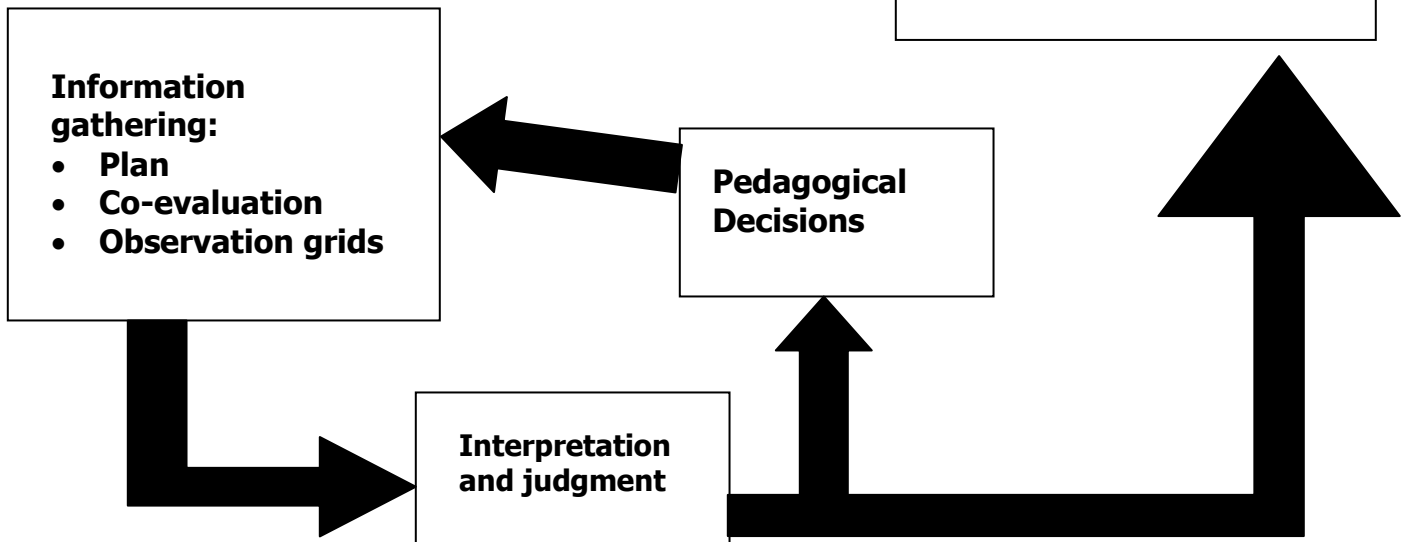 Information
gathering:
• Plan
• Co-evaluation
• Observation grids
Pedagogical
Decisions
Interpretation
and judgment